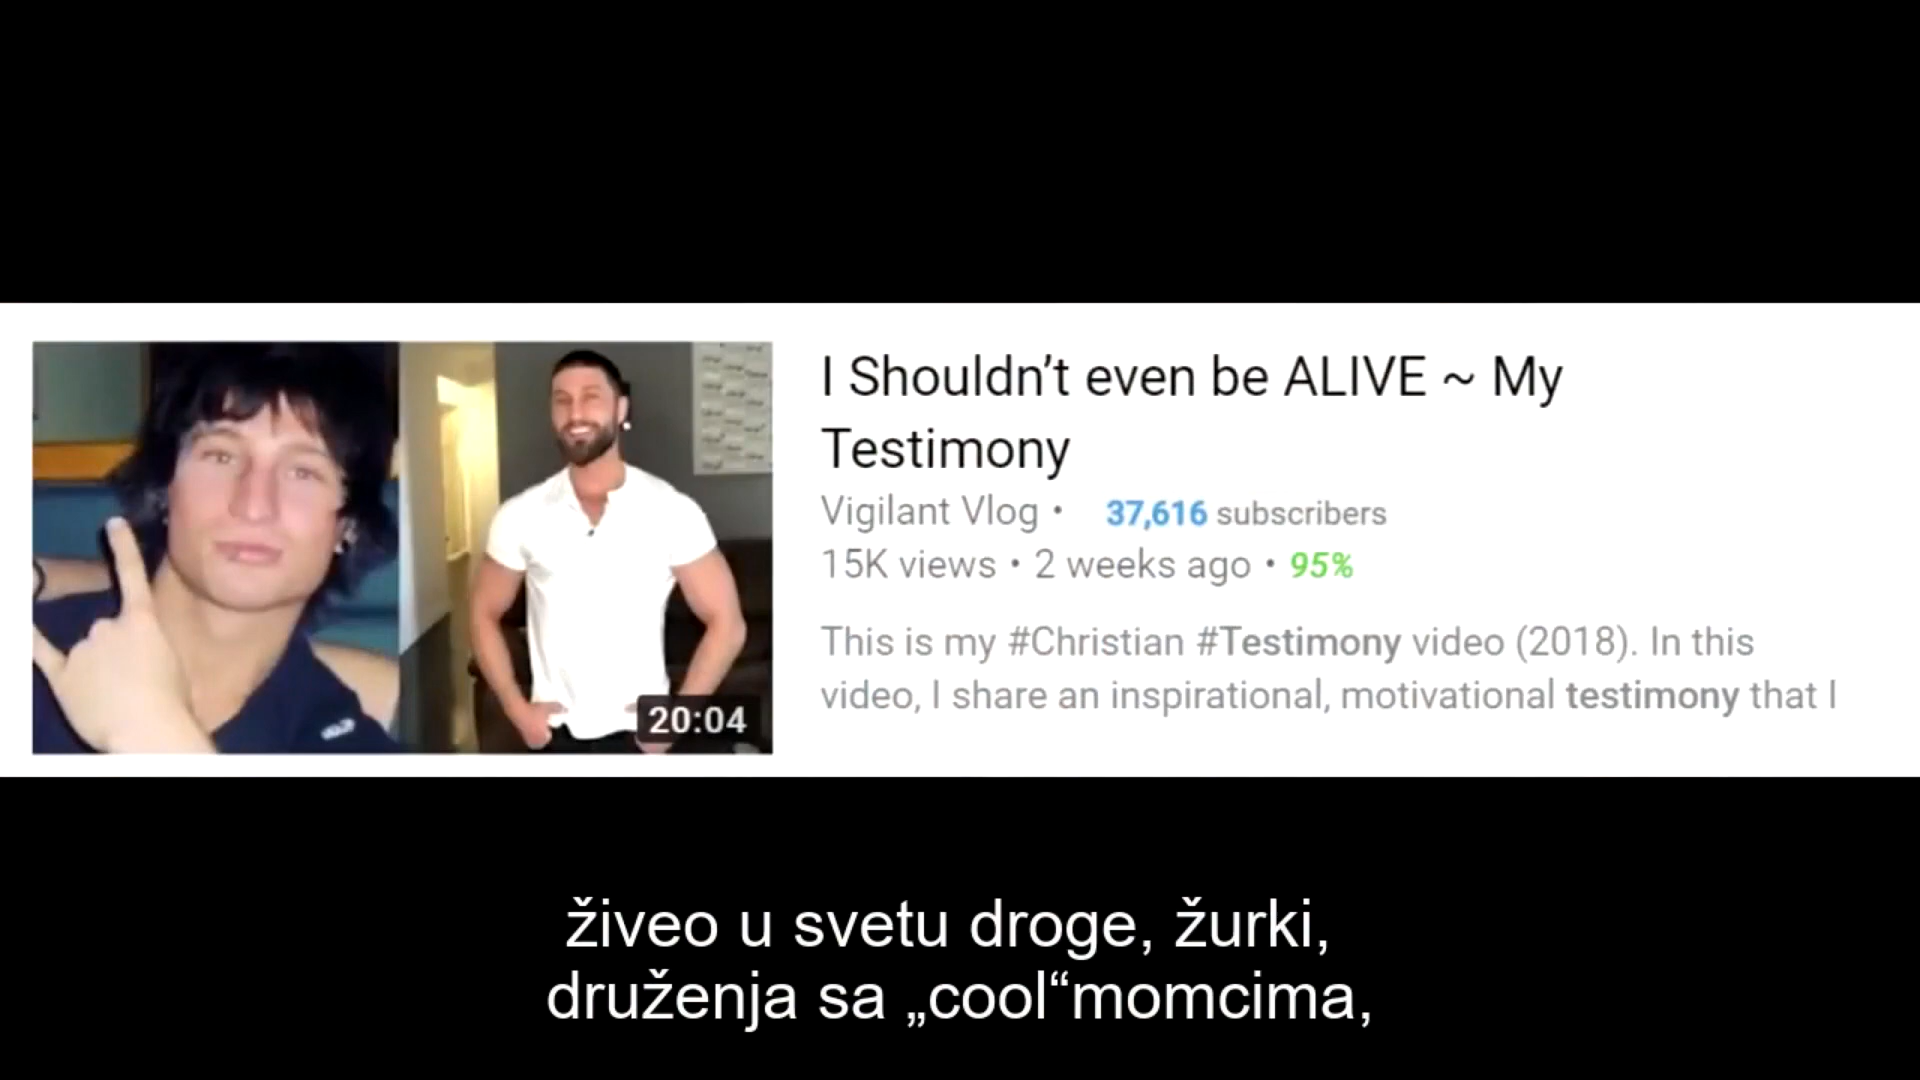 I Shouldn’t even be ALIVE ~ My
Testimony
Vigilant Vlog • 37,616 subscribers
15K views • 2 weeks ago • 95%
This is my #Christian #Testimony video (2018). In this
video, I share an inspirational, motivational testimony that I
20:04
živeo u svetu droge, žurki,
druženja sa „cool“momcima,